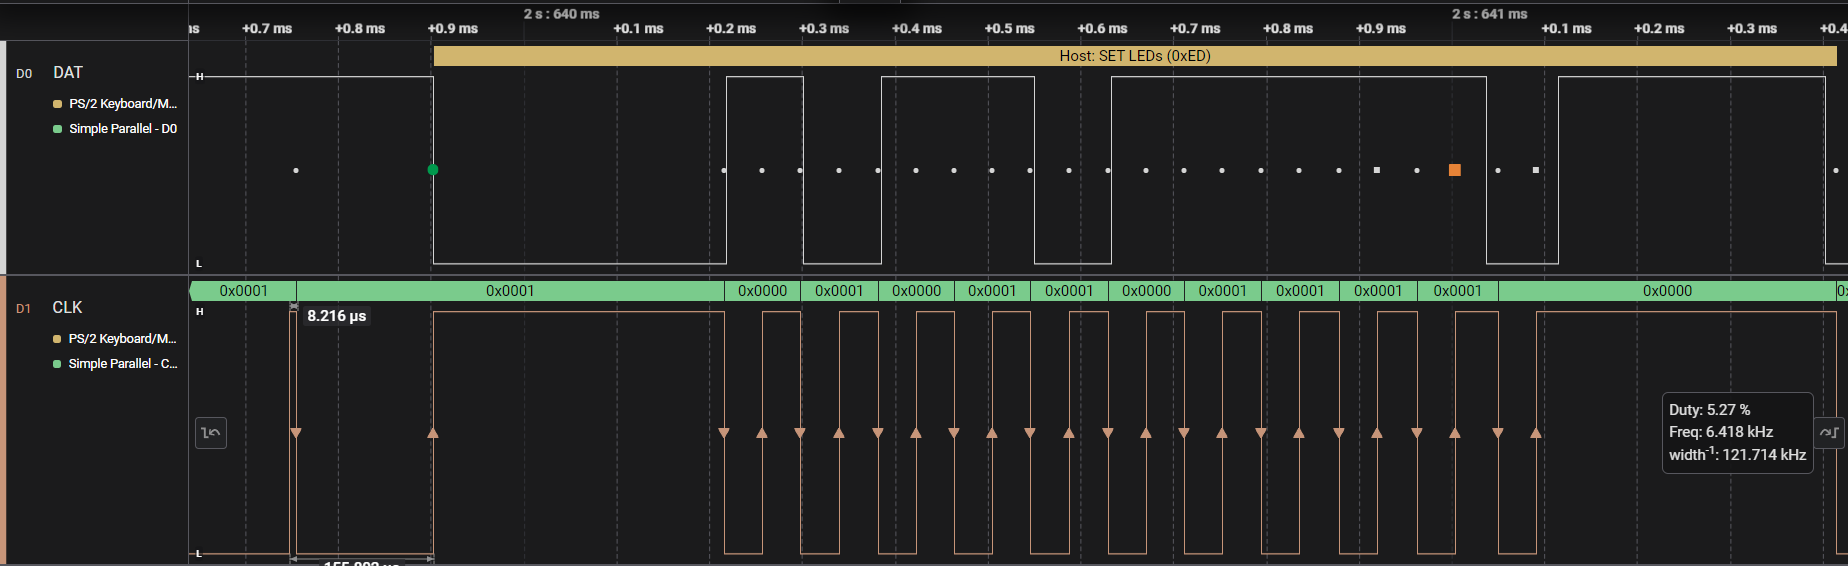 2 s : 640 ms
2 s : 641 ms
+0.7 ms
+0.8 ms
+0.9 ms
+0.1 ms
+0.2 ms
+0.3 ms
+0.4 ms
+0.5 ms
+0.6 ms
+0.7 ms
+0.8 ms
+0.9 ms
+0.1 ms
+0.2 ms
+0.3 ms
+0.4
Host: SET LEDs (0xED)
D0 DAT
H
PS/2 Keyboard/M...
Simple Parallel - D0
L
0x0001
0x0001
0x0000
0x0001
0x0000
0x0001
0x0001
0x0000
0x0001
0x0001
0x0001
0x0001
0x0000
D1 CLK
H
8.216 µs
PS/2 Keyboard/M...
Simple Parallel - C...
Duty: 5.27 %
Freq: 6.418 kHz
width-1: 121.714 kHz
L